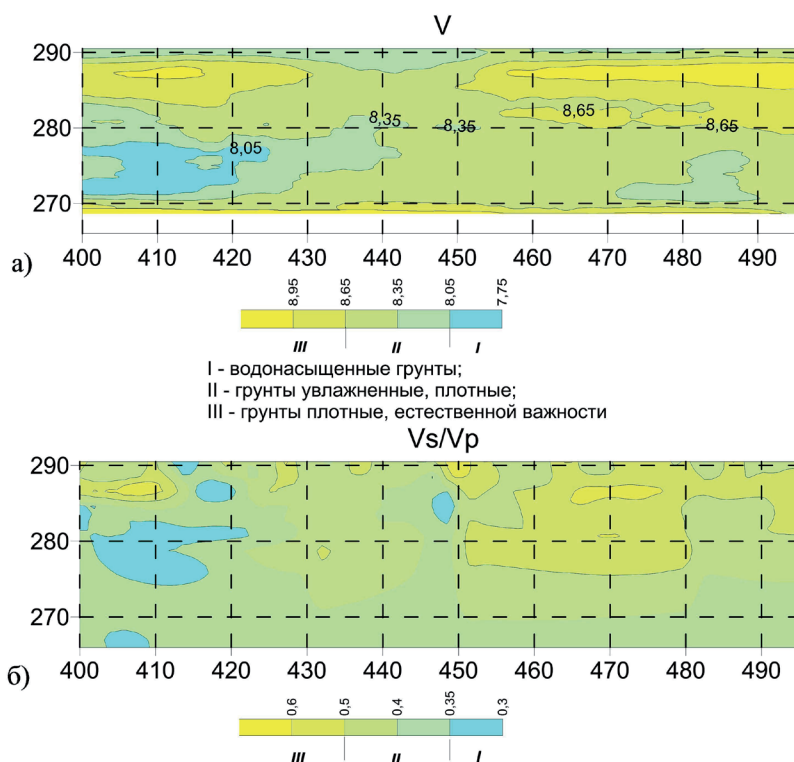 V
290
280
270
8,05
8,35
8,35
8,65
8,65
400 410 420 430 440 450 460 470 480 490
а)
8,95 8,65 8,35 8,05 7,75
III II I
I - водонасыщенные грунты;
II - грунты увлажненные, плотные;
III - грунты плотные, естественной важности
Vs/Vp
290
280
270
400 410 420 430 440 450 460 470 480 490
б)
0,6 0,5 0,4 0,35 0,3
III II I